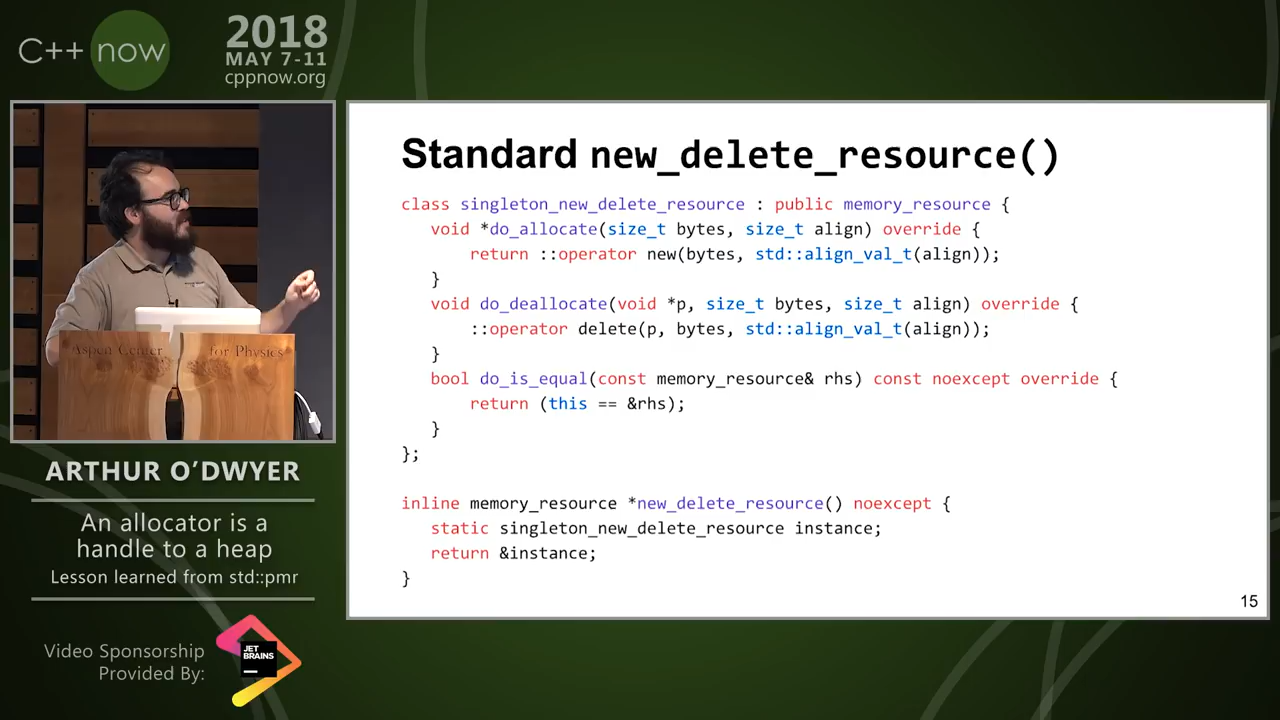 C++ now
2018
MAY 7-11
cppnow.org
Aspen Center for Physics
ARTHUR O'DWYER
An allocator is a
handle to a heap
Lesson learned from std::pmr
Video Sponsorship
Provided By:
JET
BRAINS
Standard new_delete_resource()
class singleton_new_delete_resource : public memory_resource {
void *do_allocate(size_t bytes, size_t align) override {
return ::operator new(bytes, std::align_val_t(align));
}
void do_deallocate(void *p, size_t bytes, size_t align) override {
::operator delete(p, bytes, std::align_val_t(align));
}
bool do_is_equal(const memory_resource& rhs) const noexcept override {
return (this == &rhs);
}
};
inline memory_resource *new_delete_resource() noexcept {
static singleton_new_delete_resource instance;
return &instance;
}
15